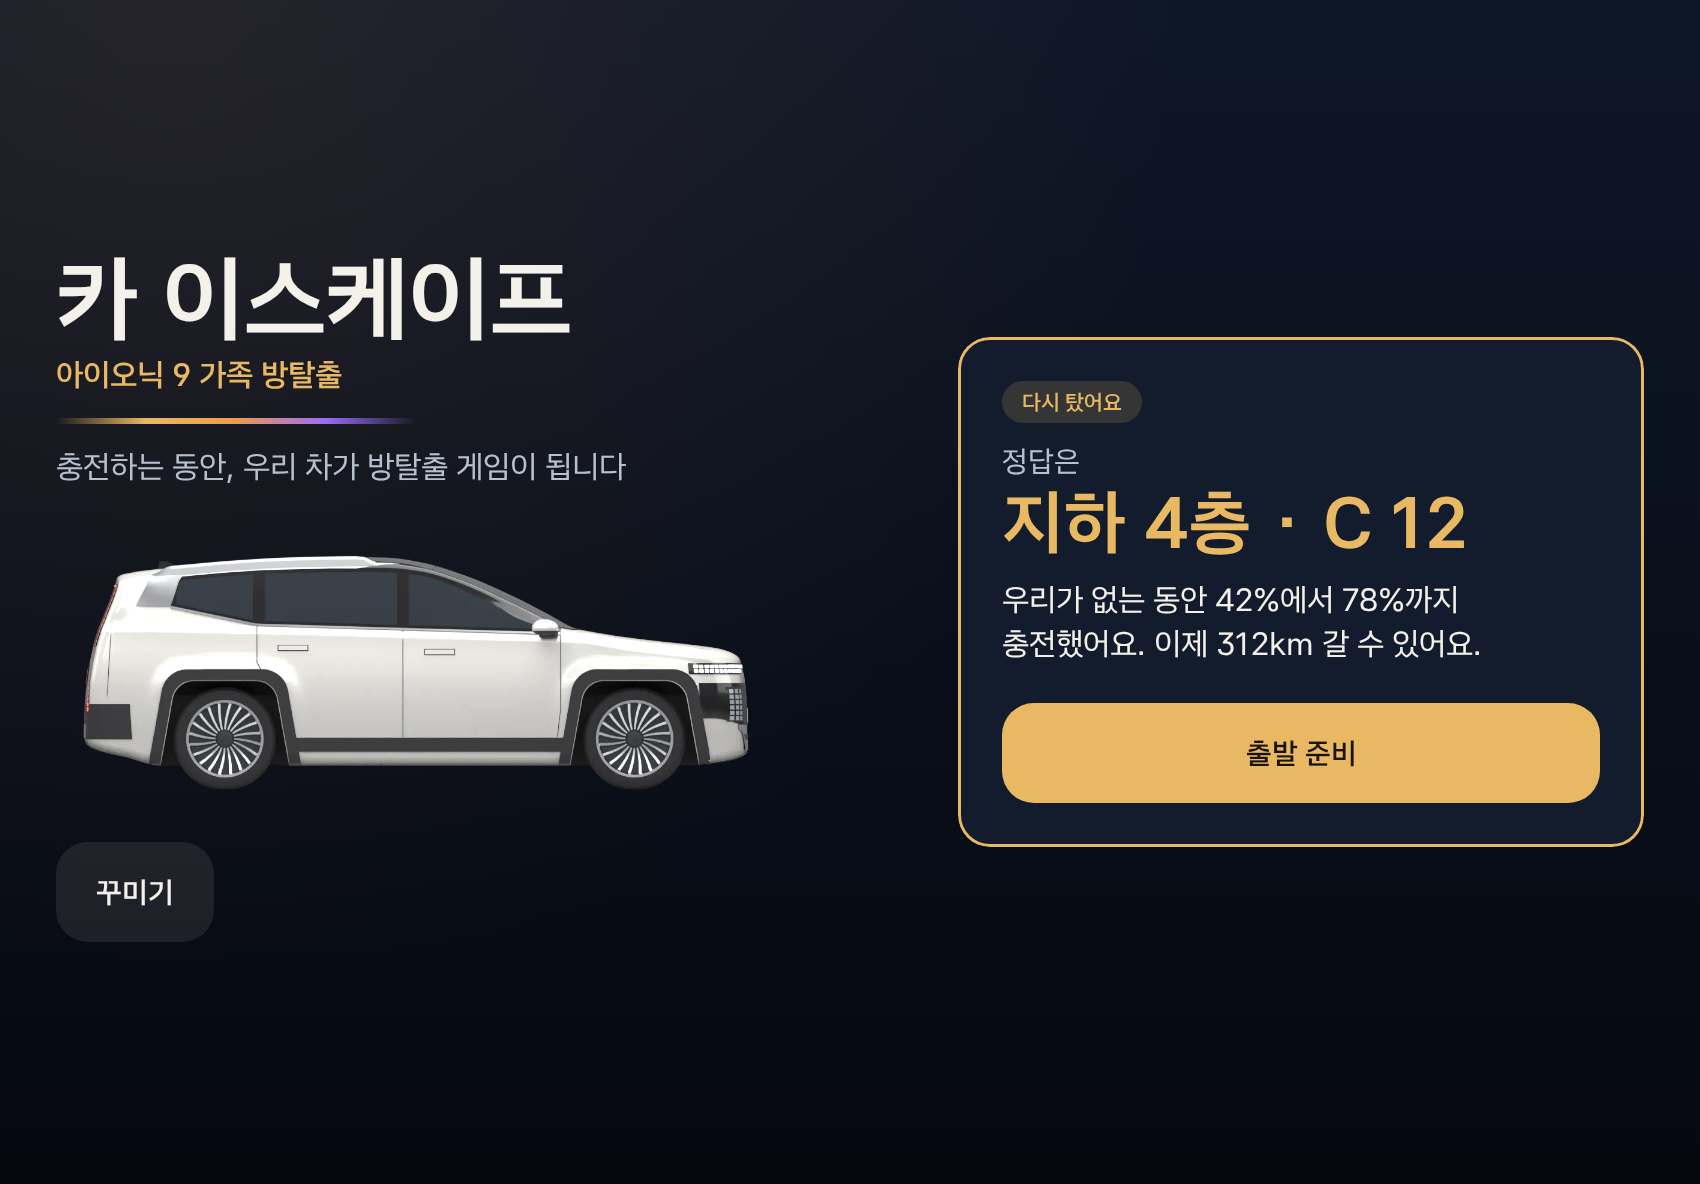 카 이스케이프
아이오닉 9 가족 방탈출
충전하는 동안, 우리 차가 방탈출 게임이 됩니다
꾸미기
다시 탔어요
정답은
지하 4층 · C 12
우리가 없는 동안 42%에서 78%까지
충전했어요. 이제 312km 갈 수 있어요.
출발 준비